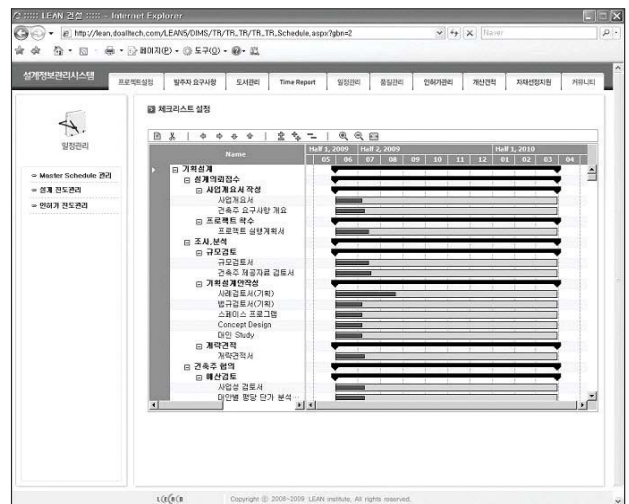 ::::: LEAN 건설 ::::: - Internet Explorer
http://lean.doalltech.com/LEAN5/DIMS/TR/TR_TR/TR_TR_Schedule.aspx?gbn=2
Naver
페이지(P) 도구(O)
설계정보관리시스템
프로젝트설정 발주자 요구사항 도서관리 Time Report 일정관리 품질관리 인허가관리 개산견적 자재선정지원 커뮤니티
체크리스트 설정
일정관리
Master Schedule 관리
설계 진도관리
인허가 진도관리
Name
Half 1, 2009 Half 2, 2009 Half 1, 2010
05 06 07 08 09 10 11 12 01 02 03 04
기획설계
설계의뢰접수
사업개요서 작성
사업개요서
건축주 요구사항 개요
프로젝트 착수
프로젝트 실행계획서
조사,분석
규모검토
규모검토서
건축주 제공자료 검토서
기획설계안작성
사례검토서(기획)
법규검토서(기획)
스페이스 프로그램
Concept Design
대안 Study
개략견적
개략견적서
건축주 협의
예산검토
사업성 검토서
대안별 평당 단가 분석···
Copyright ⓒ 2008~2009 LEAN institute, All rights reserved.